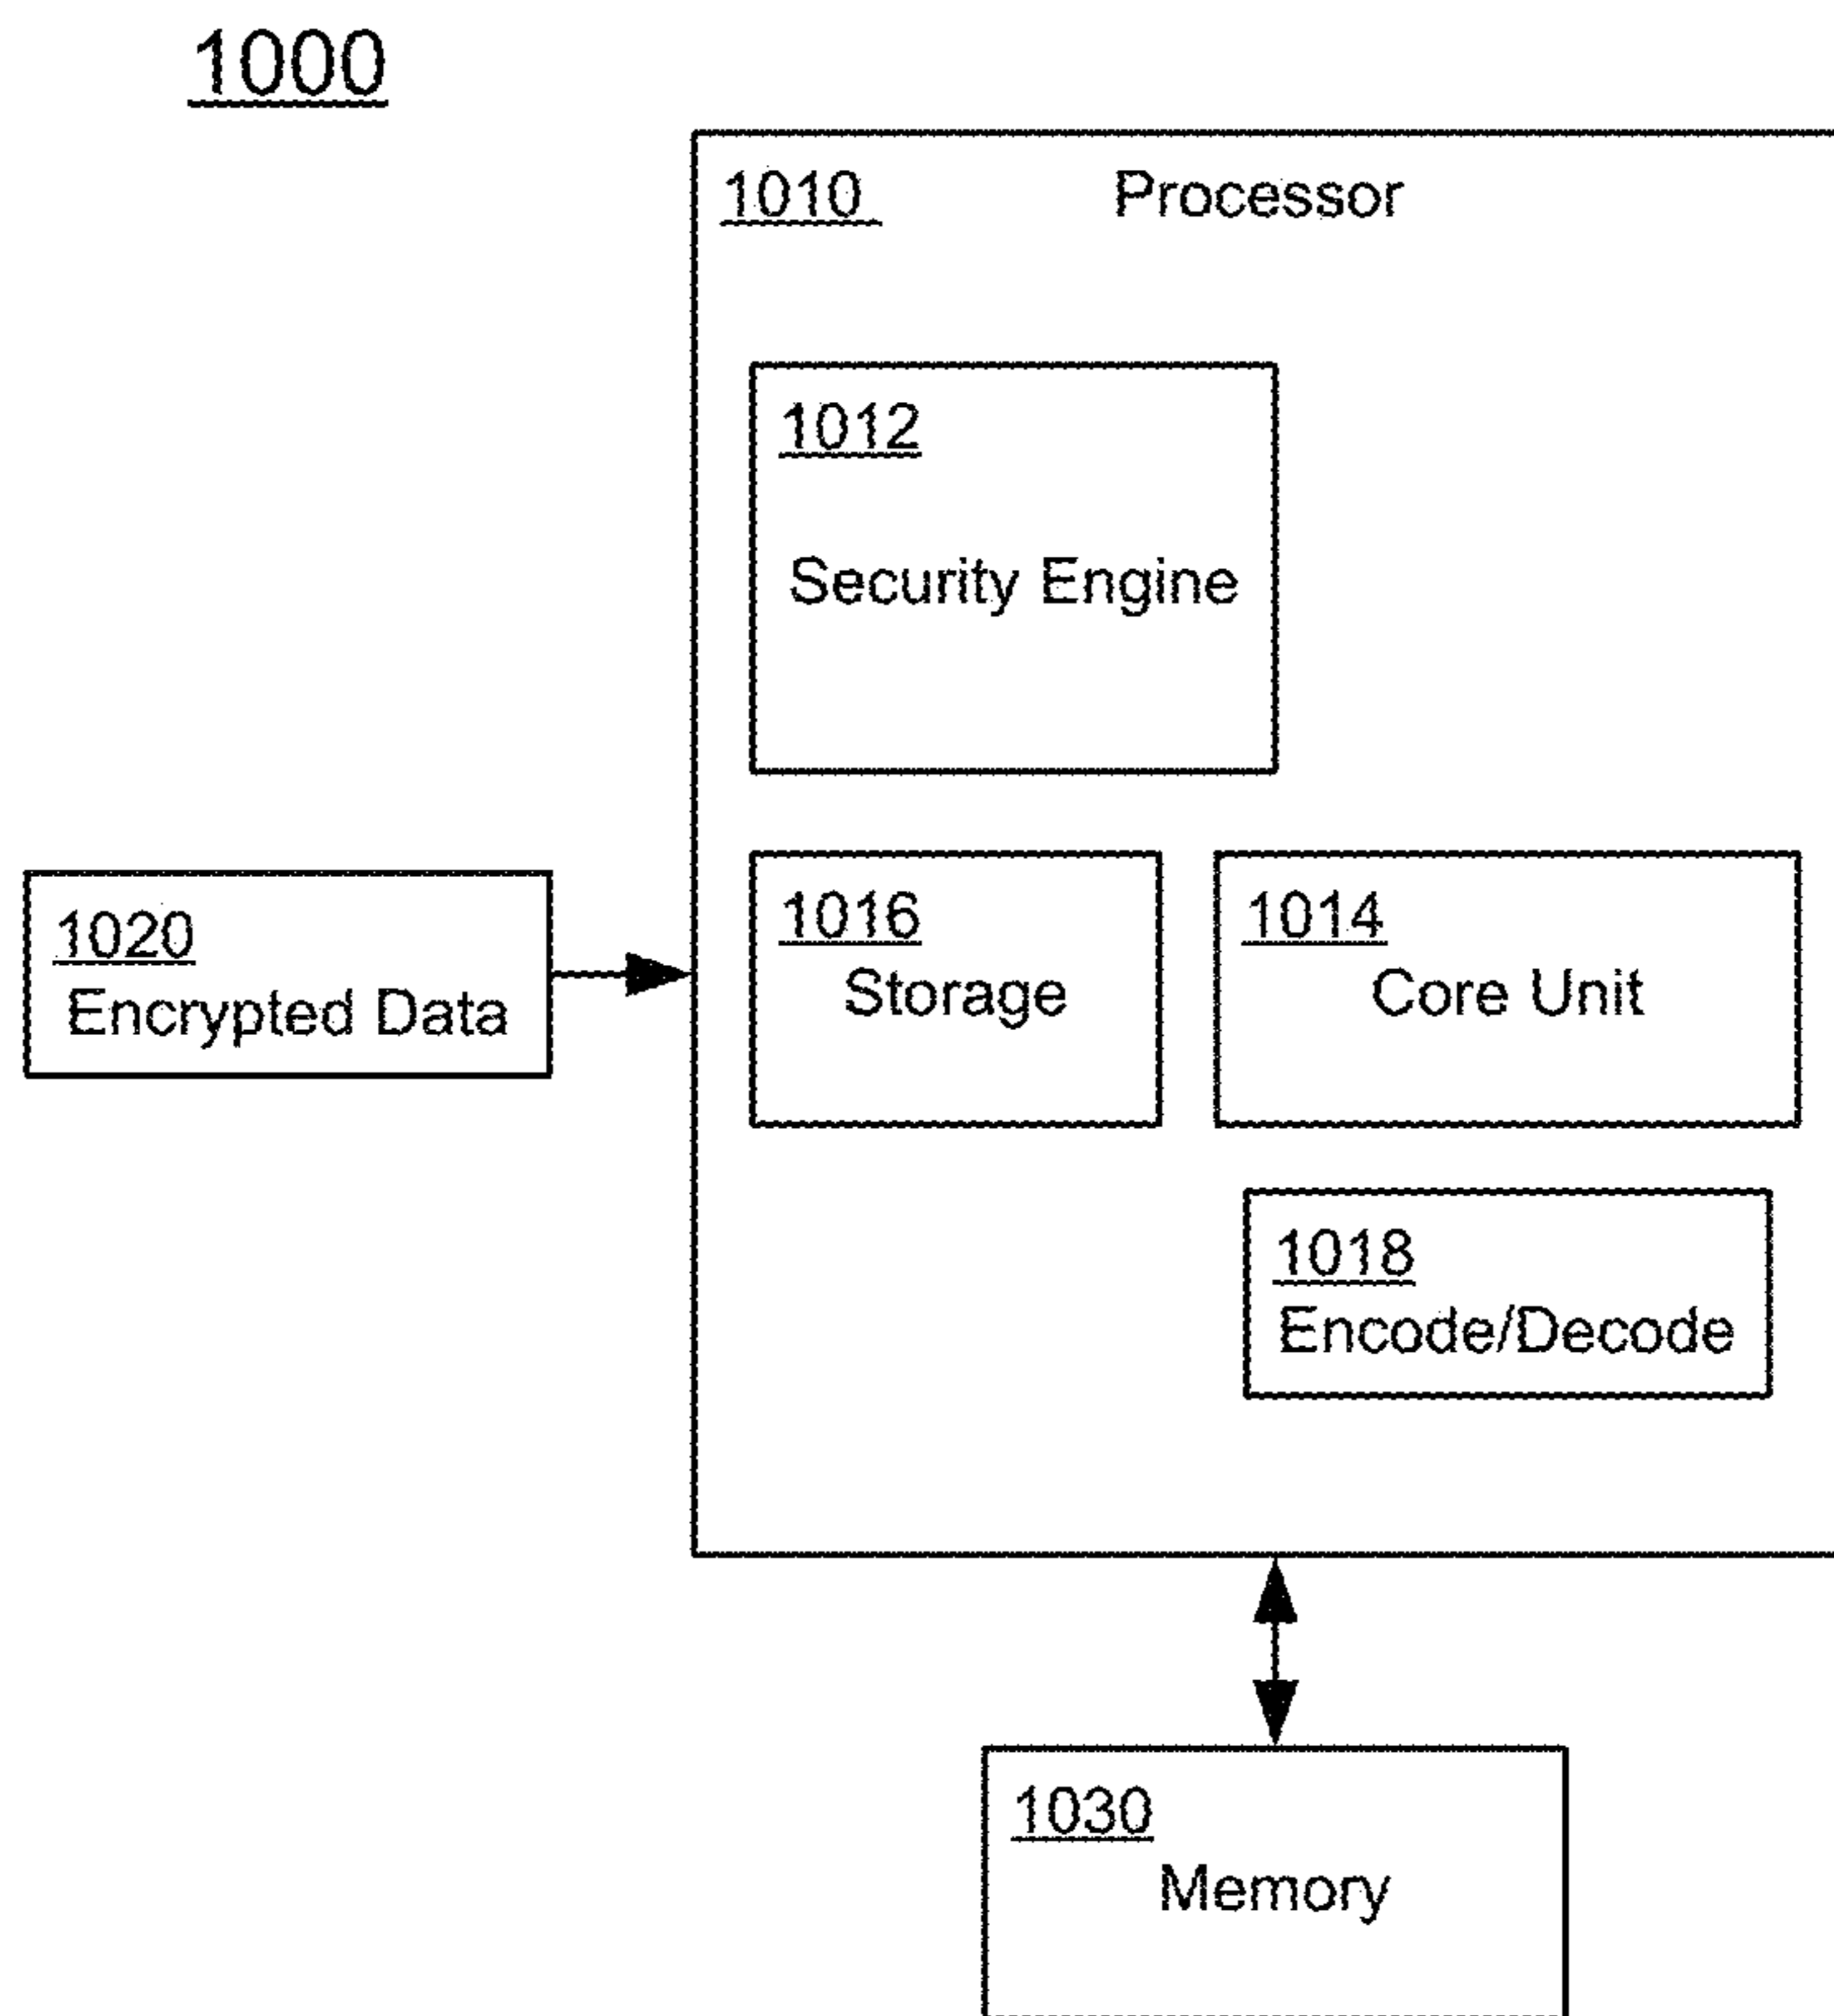 1000
1010 Processor
1012
Security Engine
1020
Encrypted Data
1016
Storage
1014
Core Unit
1018
Encode/Decode
1030
Memory